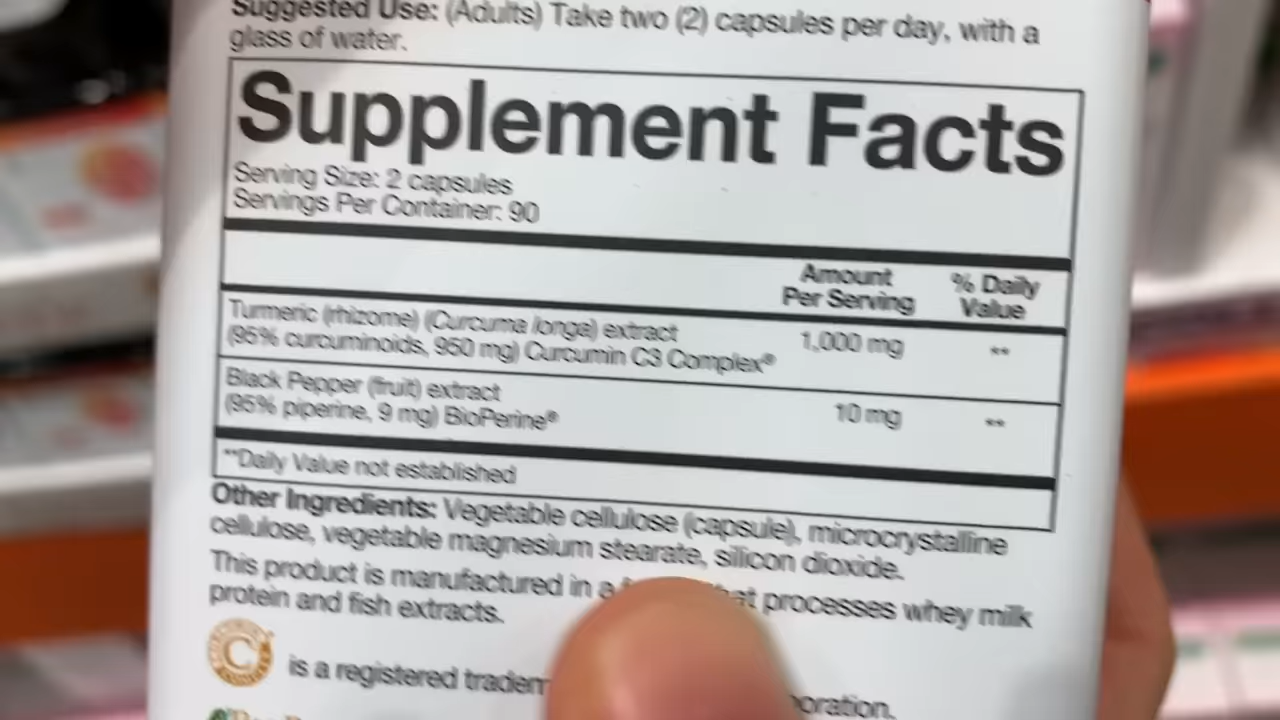 Suggested Use: (Adults) Take two (2) capsules per day, with a
glass of water.
Supplement Facts
Serving Size: 2 capsules
Servings Per Container: 90
Amount
Per Serving
% Daily
Value
Turmeric (rhizome) (Curcuma longa) extract
(95% curcuminoids, 950 mg) Curcumin C3 Complex®
1,000 mg
**
Black Pepper (fruit) extract
(95% piperine, 9 mg) BioPerine®
10 mg
**
**Daily Value not established
Other Ingredients: Vegetable cellulose (capsule), microcrystalline
cellulose, vegetable magnesium stearate, silicon dioxide.
This product is manufactured in a processes whey milk
protein and fish extracts.
C
is a registered